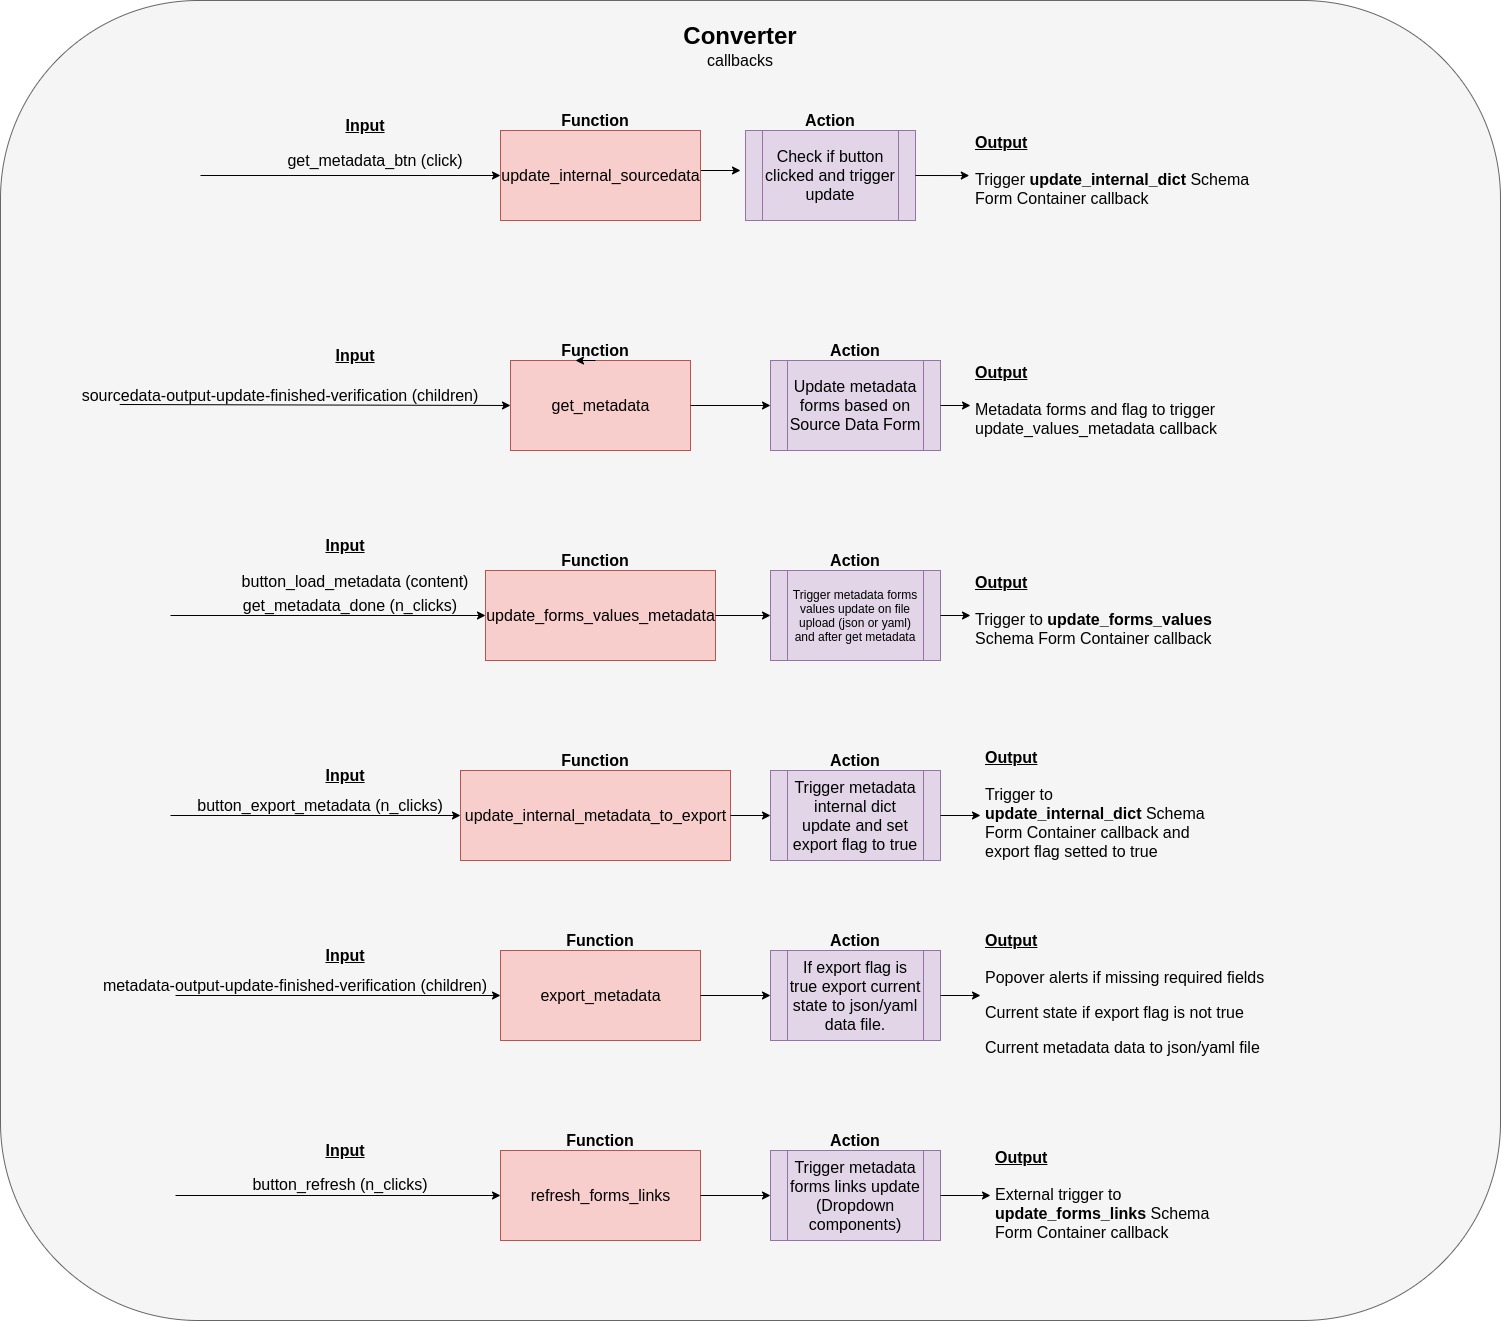 Converter
callbacks
Input
get_metadata_btn (click)
Function
update_internal_sourcedata
Action
Check if button
clicked and trigger
update
Output
Trigger update_internal_dict Schema
Form Container callback
Input
sourcedata-output-update-finished-verification (children)
Function
get_metadata
Action
Update metadata
forms based on
Source Data Form
Output
Metadata forms and flag to trigger
update_values_metadata callback
Input
button_load_metadata (content)
get_metadata_done (n_clicks)
Function
update_forms_values_metadata
Action
Trigger metadata forms
values update on file
upload (json or yaml)
and after get metadata
Output
Trigger to update_forms_values
Schema Form Container callback
Input
button_export_metadata (n_clicks)
Function
update_internal_metadata_to_export
Action
Trigger metadata
internal dict
update and set
export flag to true
Output
Trigger to
update_internal_dict Schema
Form Container callback and
export flag setted to true
Input
metadata-output-update-finished-verification (children)
Function
export_metadata
Action
If export flag is
true export current
state to json/yaml
data file.
Output
Popover alerts if missing required fields
Current state if export flag is not true
Current metadata data to json/yaml file
Input
button_refresh (n_clicks)
Function
refresh_forms_links
Action
Trigger metadata
forms links update
(Dropdown
components)
Output
External trigger to
update_forms_links Schema
Form Container callback